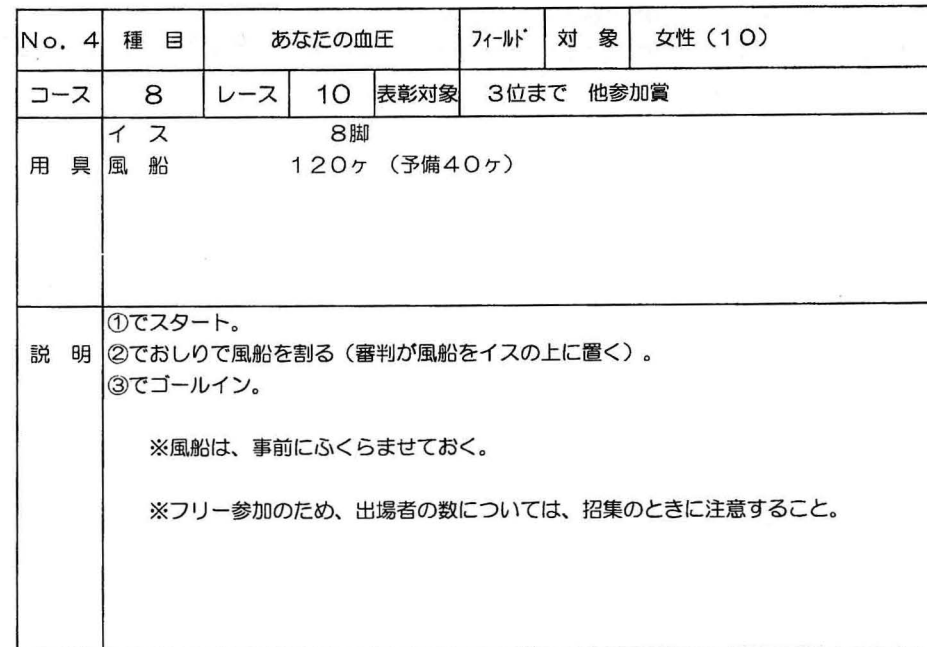 No. 4 種 目 あなたの血圧 フィールド 対 象 女性（10）
コース 8 レース 10 表彰対象 3位まで 他参加賞
用 具
イ ス 8脚
風 船 120ヶ（予備40ヶ）
説 明
①でスタート。
②でおしりで風船を割る（審判が風船をイスの上に置く）。
③でゴールイン。
※風船は、事前にふくらませておく。
※フリー参加のため、出場者の数については、招集のときに注意すること。